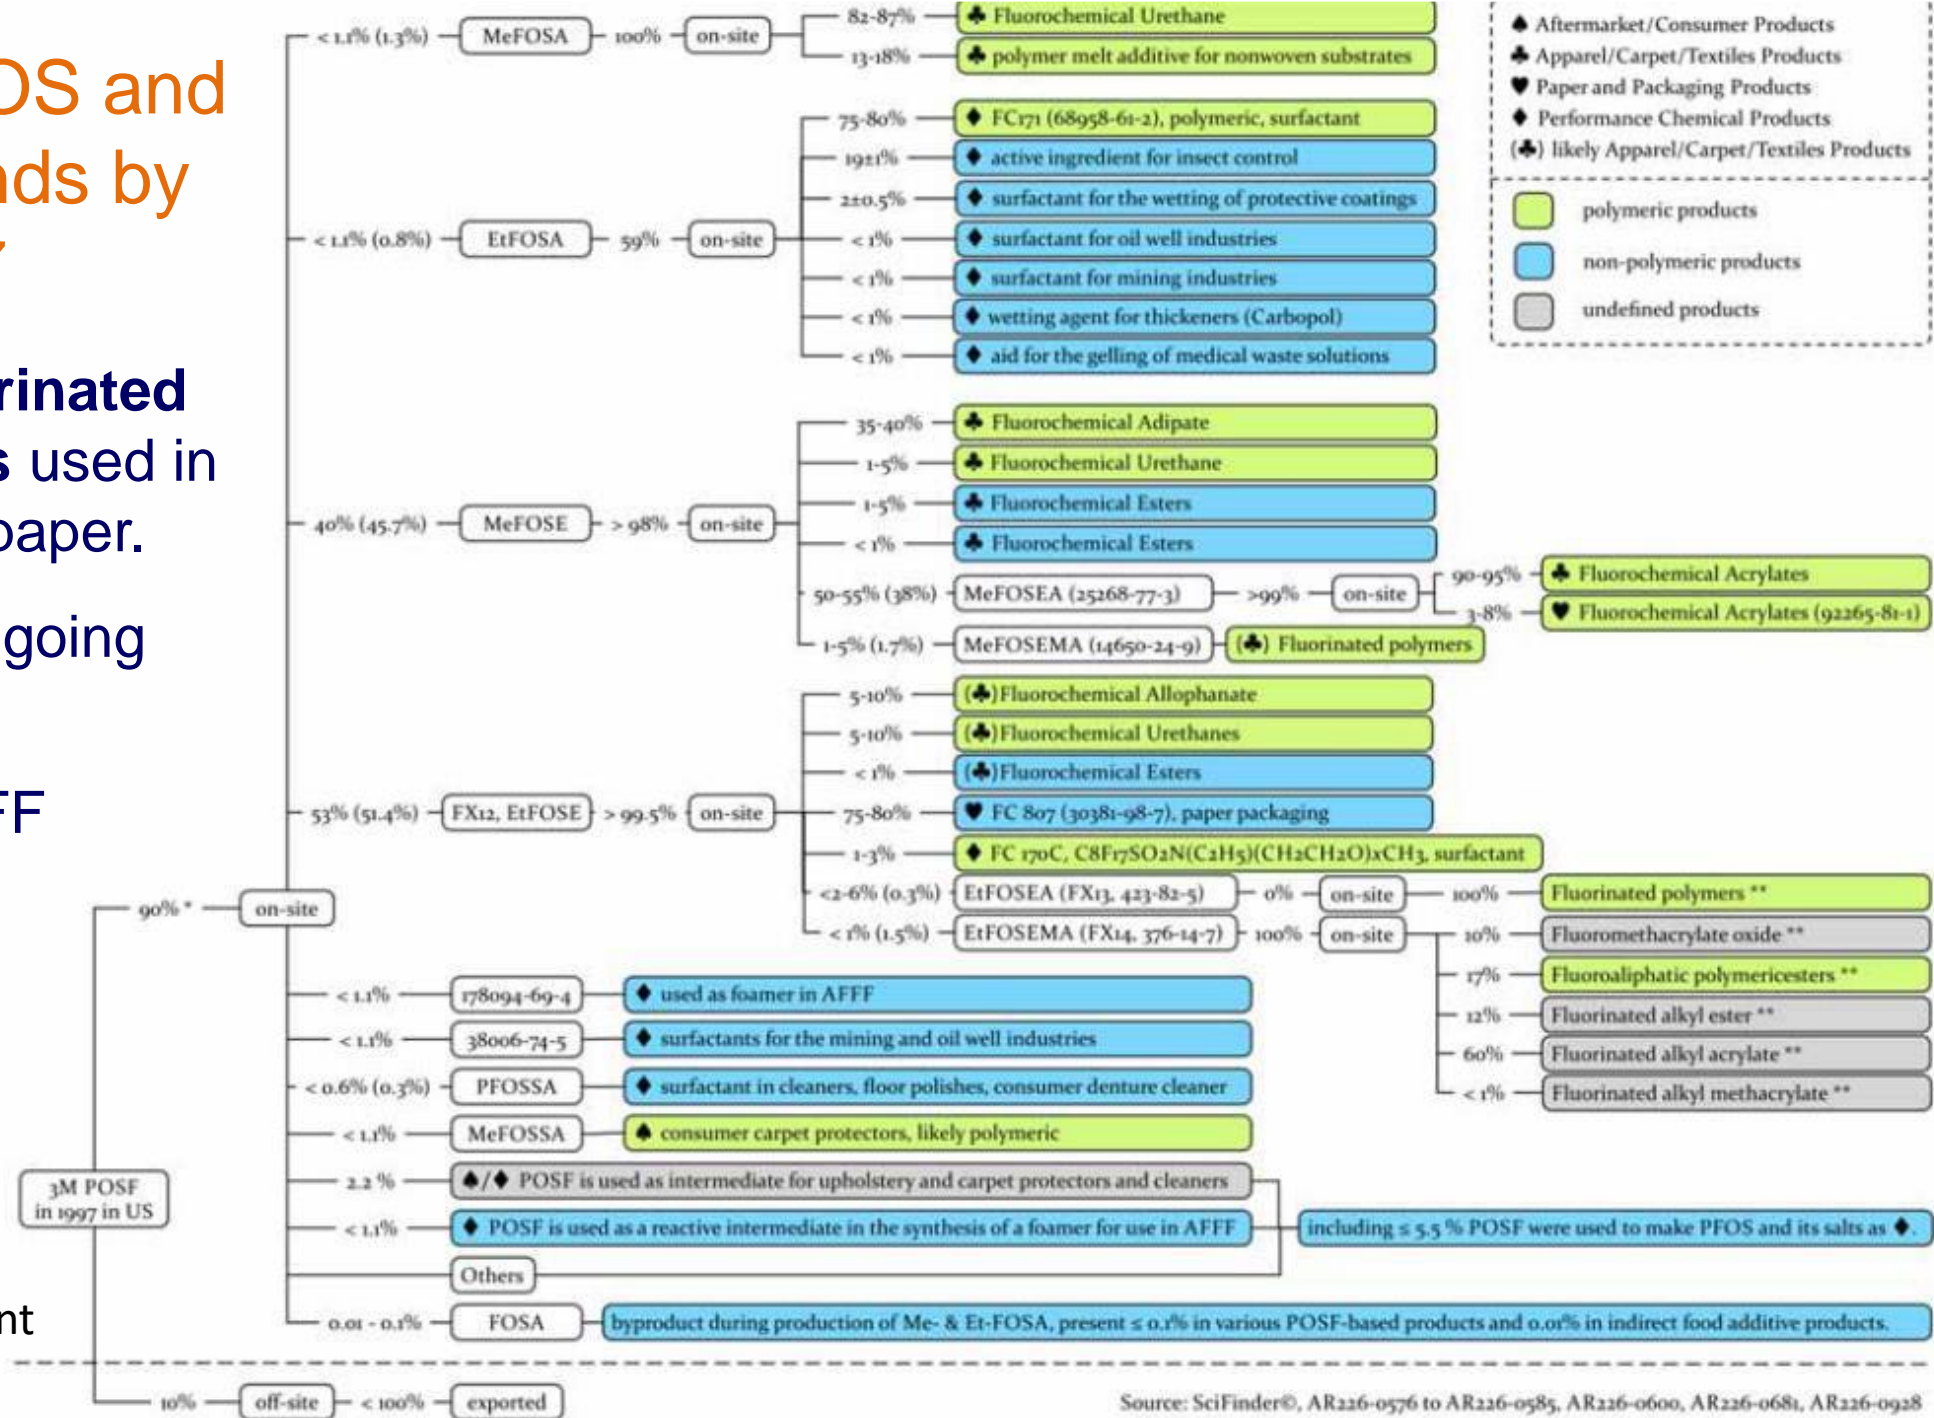 OS and
nds by
7
rinated
s used in
paper.
going
FF
nt
< 1.1% (1.3%) MeFOSA 100% on-site
82-87% ♣ Fluorochemical Urethane
13-18% ♣ polymer melt additive for nonwoven substrates
< 1.1% (0.8%) EtFOSA 59% on-site
75-80% ♦ FC171 (68958-61-2), polymeric, surfactant
19±1% ♦ active ingredient for insect control
2±0.5% ♦ surfactant for the wetting of protective coatings
< 1% ♦ surfactant for oil well industries
< 1% ♦ surfactant for mining industries
< 1% ♦ wetting agent for thickeners (Carbopol)
< 1% ♦ aid for the gelling of medical waste solutions
40% (45.7%) MeFOSE > 98% on-site
35-40% ♣ Fluorochemical Adipate
1-5% ♣ Fluorochemical Urethane
1-5% ♣ Fluorochemical Esters
< 1% ♣ Fluorochemical Esters
50-55% (38%) MeFOSEA (25268-77-3) >99% on-site
90-95% ♣ Fluorochemical Acrylates
3-8% ♥ Fluorochemical Acrylates (92265-81-1)
1-5% (1.7%) MeFOSEMA (14650-24-9) (♣) Fluorinated polymers
53% (51.4%) FX12, EtFOSE > 99.5% on-site
5-10% (♣)Fluorochemical Allophanate
5-10% (♣)Fluorochemical Urethanes
< 1% (♣)Fluorochemical Esters
75-80% ♥ FC 807 (30381-98-7), paper packaging
1-3% ♦ FC 170C, C8F17SO2N(C2H5)(CH2CH2O)xCH3, surfactant
<2-6% (0.3%) EtFOSEA (FX13, 423-82-5) 0% on-site 100% Fluorinated polymers **
< 1% (1.5%) EtFOSEMA (FX14, 376-14-7) 100% on-site
10% Fluoromethacrylate oxide **
17% Fluoroaliphatic polymericesters **
12% Fluorinated alkyl ester **
60% Fluorinated alkyl acrylate **
< 1% Fluorinated alkyl methacrylate **
90% * on-site
< 1.1% 178094-69-4 ♦ used as foamer in AFFF
< 1.1% 38006-74-5 ♦ surfactants for the mining and oil well industries
< 0.6% (0.3%) PFOSSA ♦ surfactant in cleaners, floor polishes, consumer denture cleaner
< 1.1% MeFOSSA ♠ consumer carpet protectors, likely polymeric
2.2 % ♠/♦ POSF is used as intermediate for upholstery and carpet protectors and cleaners
< 1.1% ♦ POSF is used as a reactive intermediate in the synthesis of a foamer for use in AFFF
including ≤ 5.5 % POSF were used to make PFOS and its salts as ♦.
Others
0.01 - 0.1% FOSA byproduct during production of Me- & Et-FOSA, present ≤ 0.1% in various POSF-based products and 0.01% in indirect food additive products.
3M POSF
in 1997 in US
10% off-site < 100% exported
♠ Aftermarket/Consumer Products
♣ Apparel/Carpet/Textiles Products
♥ Paper and Packaging Products
♦ Performance Chemical Products
(♣) likely Apparel/Carpet/Textiles Products
polymeric products
non-polymeric products
undefined products
Source: SciFinder©, AR226-0576 to AR226-0585, AR226-0600, AR226-0681, AR226-0928